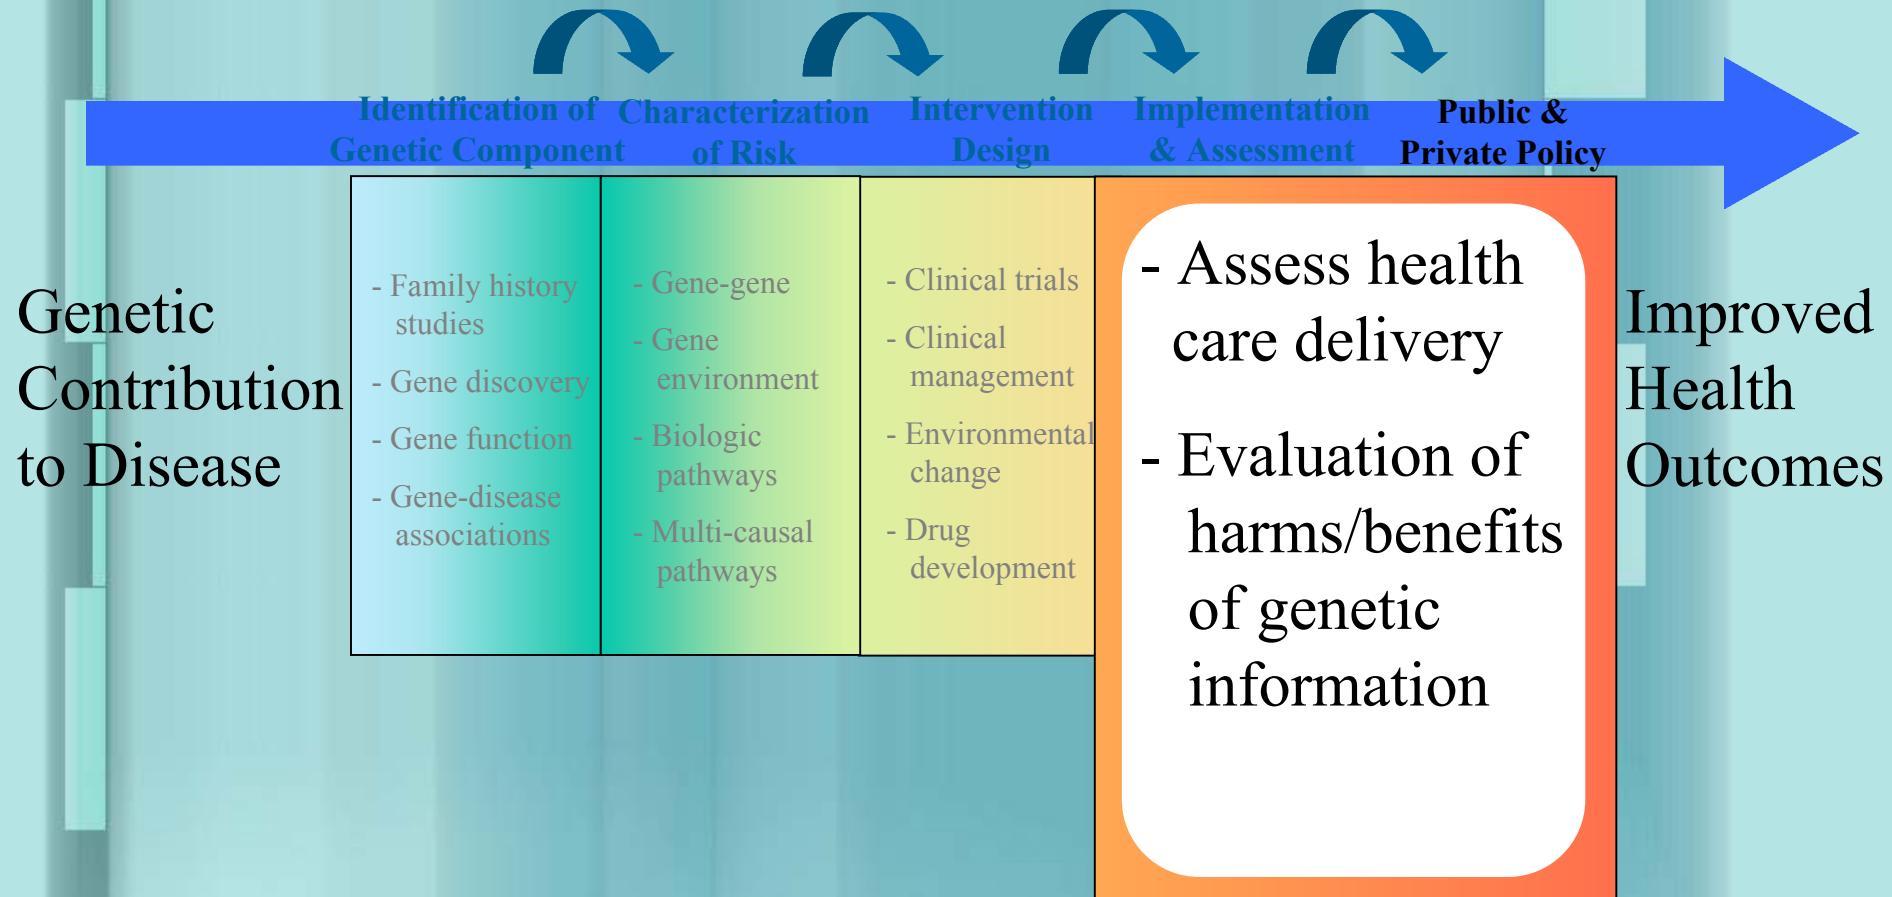 Identification of
Genetic Component
Characterization
of Risk
Intervention
Design
Implementation
& Assessment
Public &
Private Policy
Genetic
Contribution
to Disease
- Family history
studies
- Gene discovery
- Gene function
- Gene-disease
associations
- Gene-gene
- Gene
environment
- Biologic
pathways
- Multi-causal
pathways
- Clinical trials
- Clinical
management
- Environmental
change
- Drug
development
- Assess health
care delivery
- Evaluation of
harms/benefits
of genetic
information
Improved
Health
Outcomes